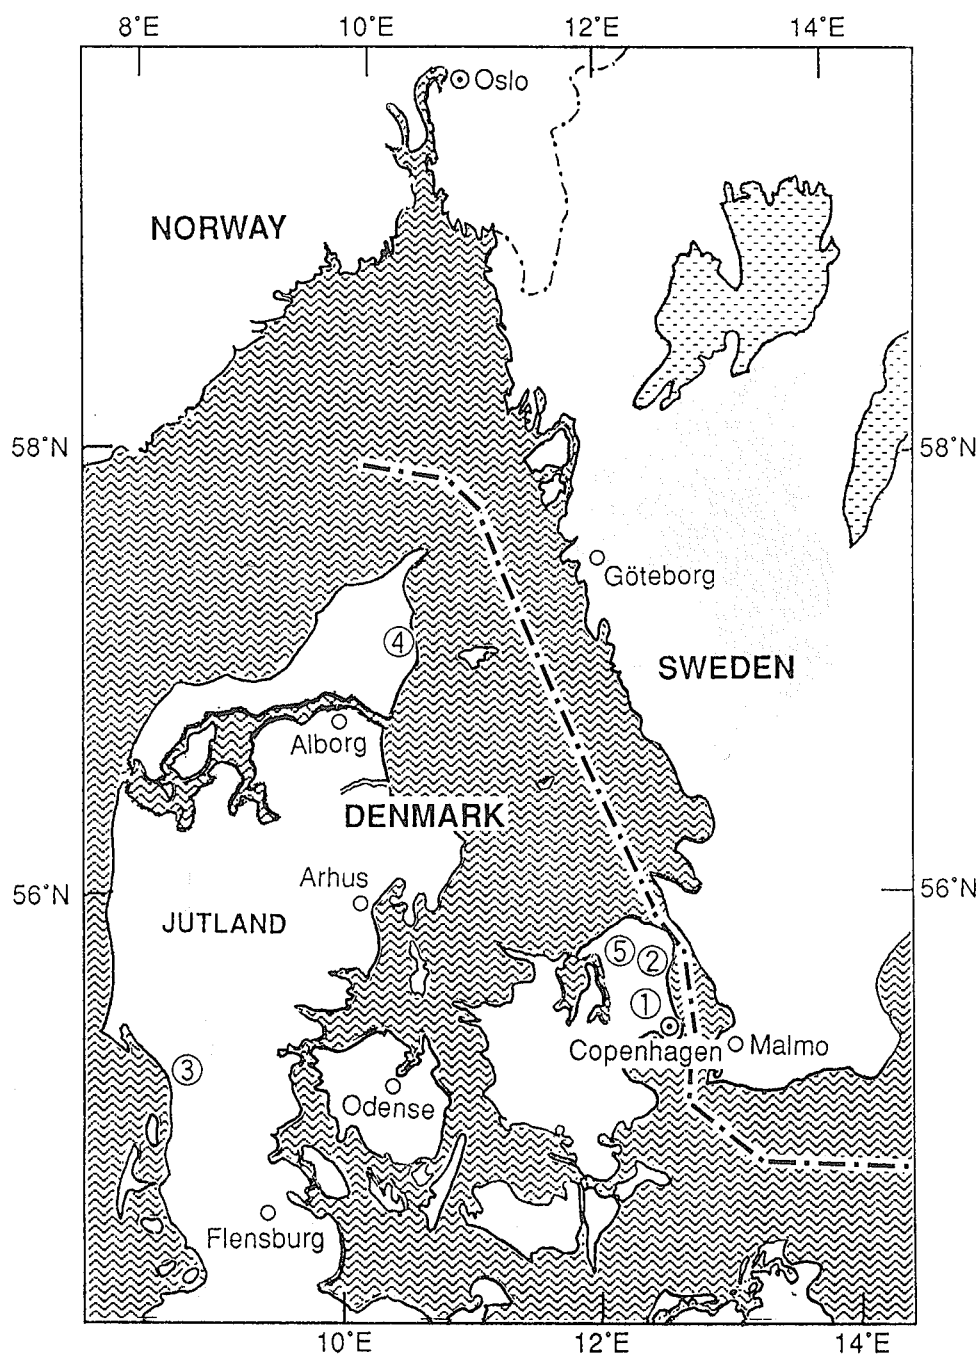 8°E 10°E 12°E 14°E
Oslo
NORWAY
58°N 58°N
Göteborg
4
SWEDEN
Alborg
DENMARK
Arhus
56°N 56°N
JUTLAND
5 2
1
Copenhagen Malmo
3
Odense
Flensburg
10°E 12°E 14°E